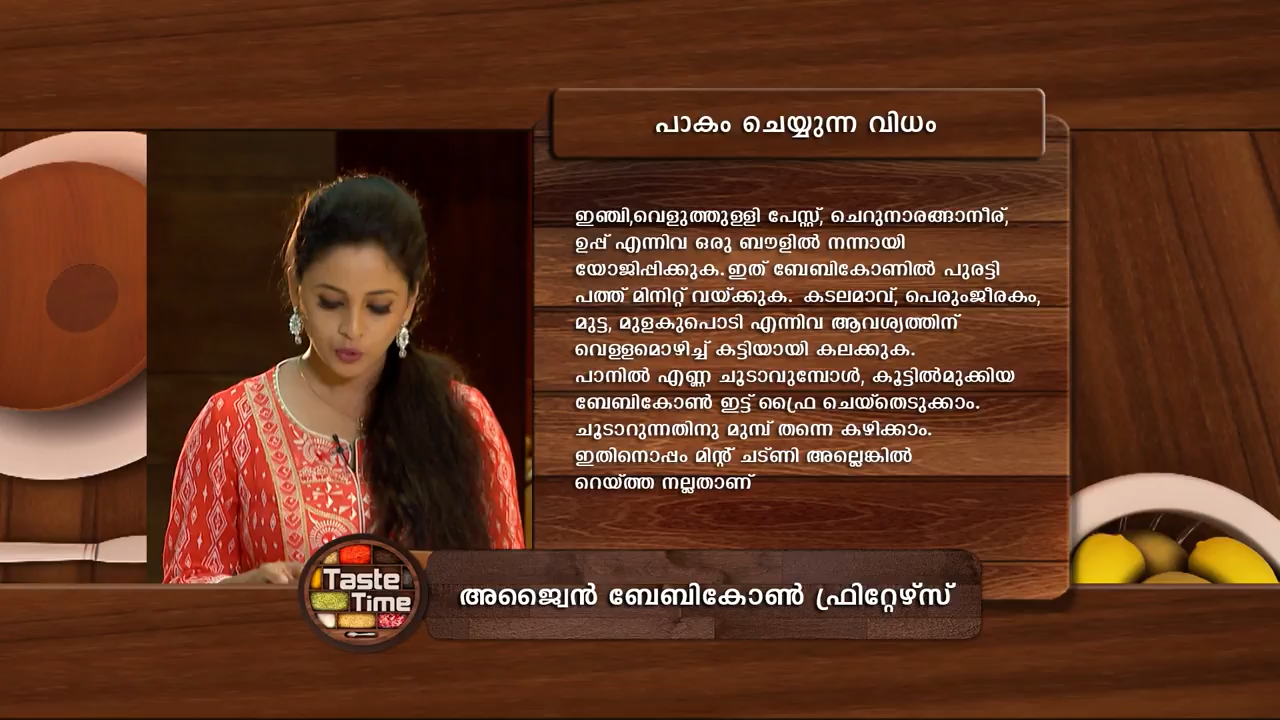 പാകം ചെയ്യുന്ന വിധം
ഇഞ്ചി,വെളുത്തുള്ളി പേസ്റ്റ്, ചെറുനാരങ്ങാനീര്,
ഉപ്പ് എന്നിവ ഒരു ബൗളിൽ നന്നായി
യോജിപ്പിക്കുക.ഇത് ബേബികോണിൽ പുരട്ടി
പത്ത് മിനിറ്റ് വയ്ക്കുക. കടലമാവ്, പെരുംജീരകം,
മുട്ട, മുളകുപൊടി എന്നിവ ആവശ്യത്തിന്
വെള്ളമൊഴിച്ച് കട്ടിയായി കലക്കുക.
പാനിൽ എണ്ണ ചൂടാവുമ്പോൾ, കൂട്ടിൽമുക്കിയ
ബേബികോൺ ഇട്ട് ഫ്രൈ ചെയ്തെടുക്കാം.
ചൂടാറുന്നതിനു മുമ്പ് തന്നെ കഴിക്കാം.
ഇതിനൊപ്പം മിന്റ് ചട്ണി അല്ലെങ്കിൽ
റെയ്ത്ത നല്ലതാണ്
Taste
Time
അജ്വൈൻ ബേബികോൺ ഫ്രിറ്റേഴ്സ്